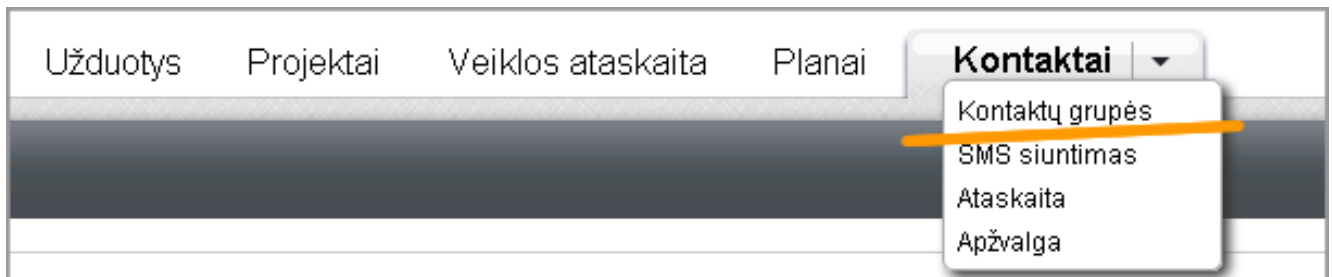 Užduotys Projektai Veiklos ataskaita Planai Kontaktai
Kontaktų grupės
SMS siuntimas
Ataskaita
Apžvalga